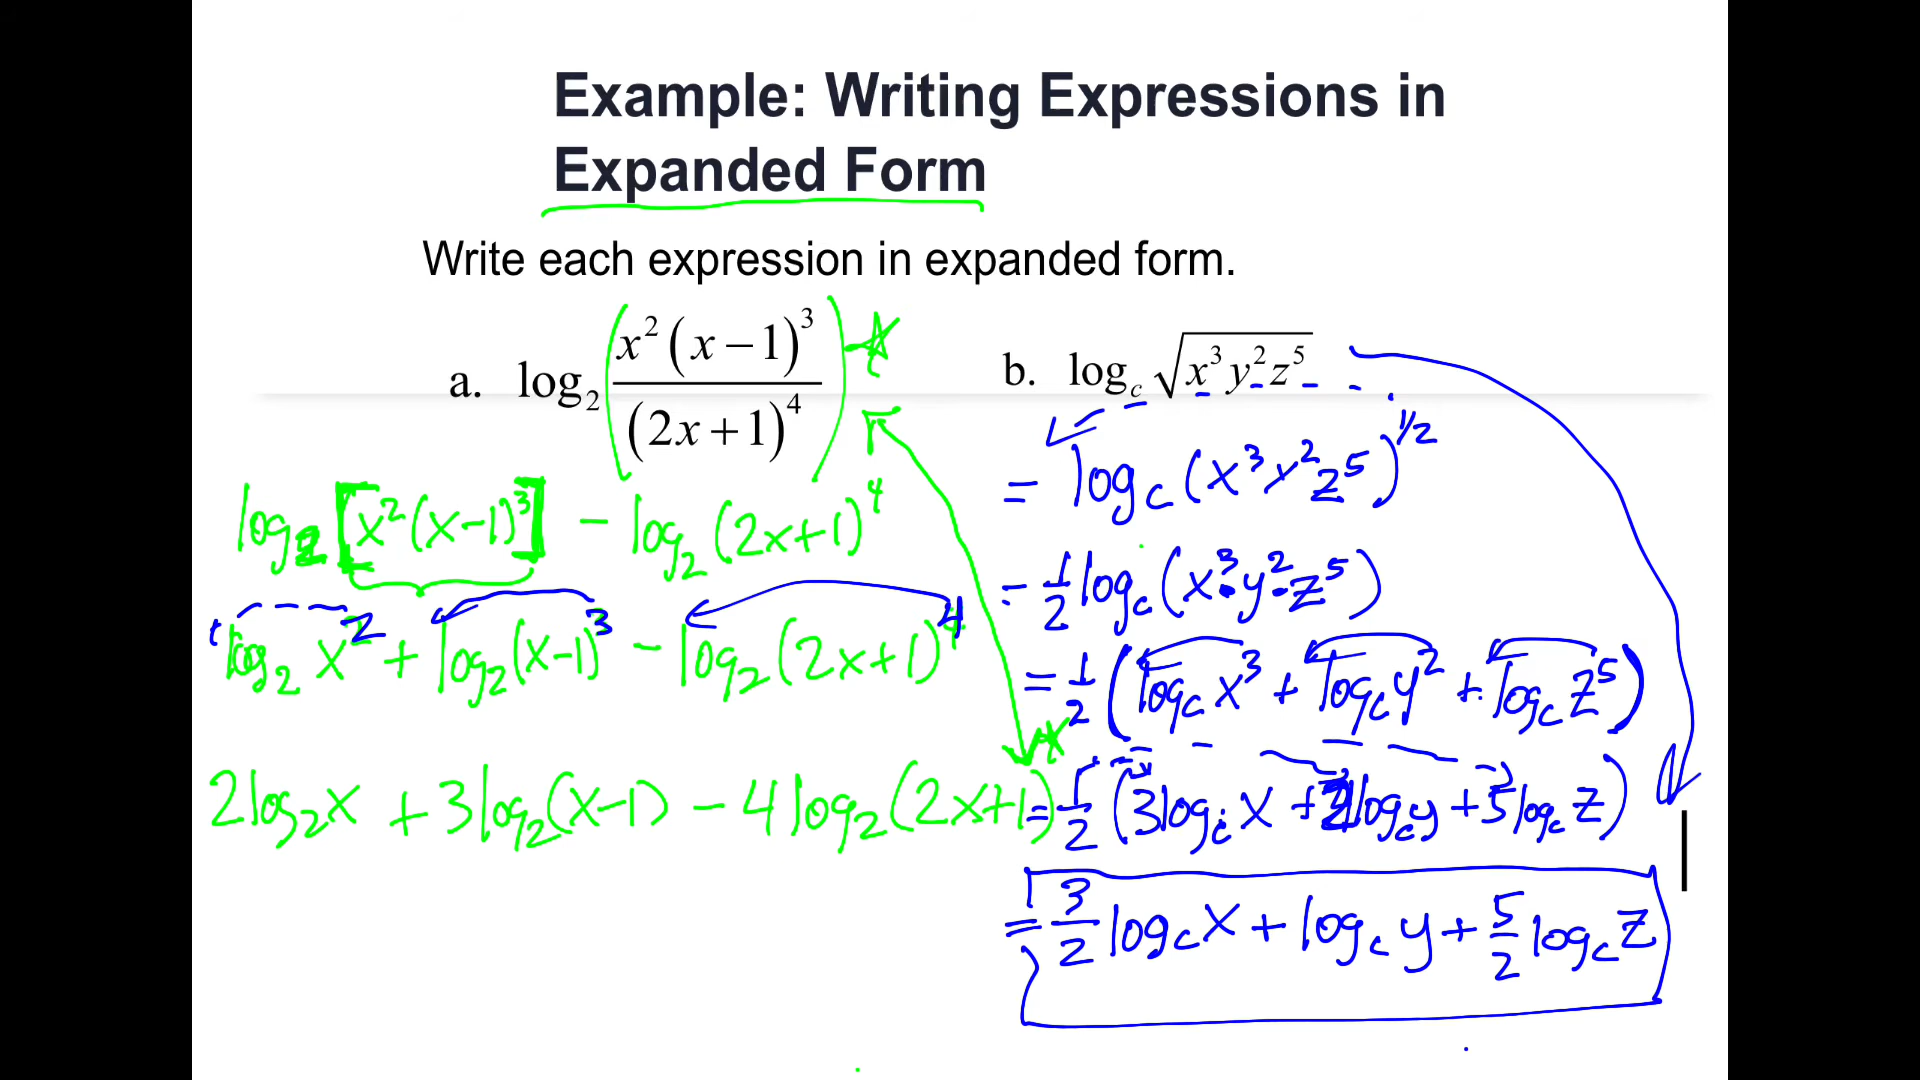 Example: Writing Expressions in
Expanded Form
Write each expression in expanded form.
a. log₂ (x²(x−1)³ / (2x+1)⁴)
log₂ [x²(x−1)³] − log₂ (2x+1)⁴
log₂ x² + log₂ (x−1)³ − log₂ (2x+1)⁴
2log₂x + 3log₂(x−1) − 4log₂(2x+1)
b. log_c √(x³y²z⁵)
= log_c (x³y²z⁵)^1/2
= 1/2 log_c (x³·y²·z⁵)
= 1/2 (log_c x³ + log_c y² + log_c z⁵)
= 1/2 (3log_c x + 2log_c y + 5log_c z)
= 3/2 log_c x + log_c y + 5/2 log_c z